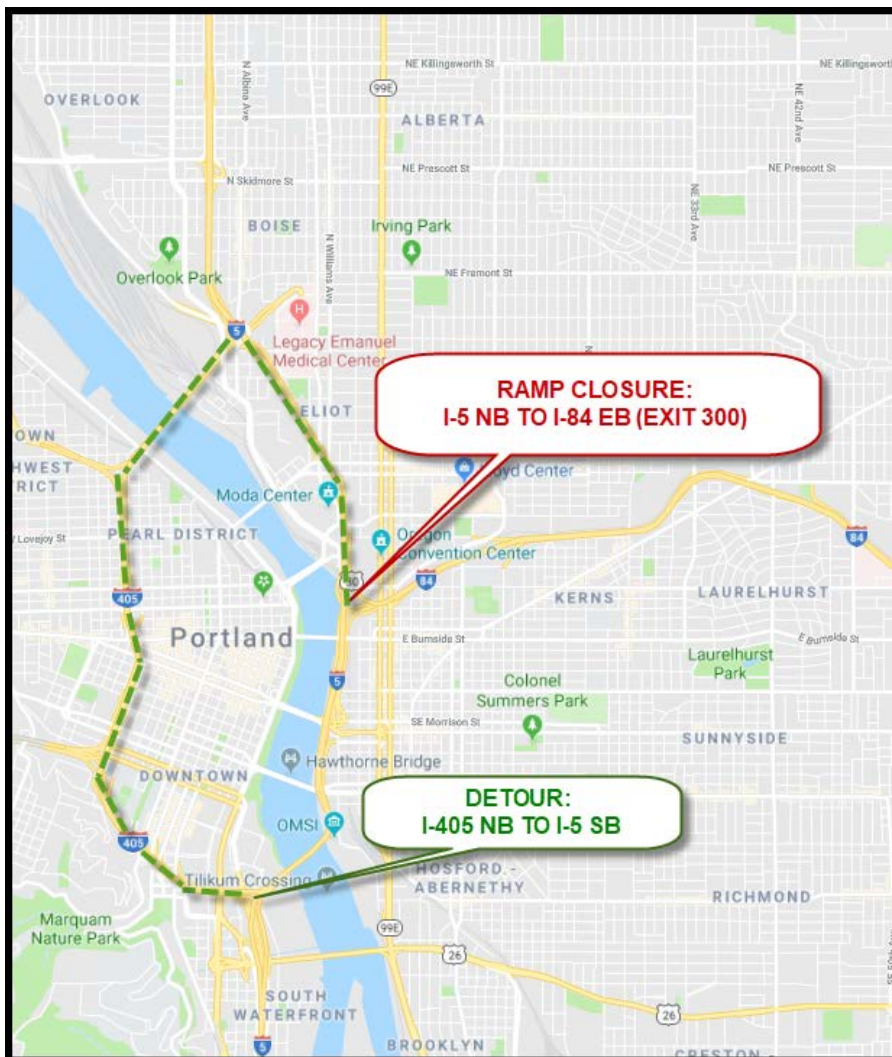 NE Killingsworth St
NE Killingsworth
N Albina Ave
99E
OVERLOOK
ALBERTA
NE 42nd Ave
NE Prescott St
NE Prescott St
N Skidmore St
NE 33rd Ave
BOISE
Irving Park
N Williams Ave
Overlook Park
NE Fremont St
5
H
Legacy Emanuel
Medical Center
RAMP CLOSURE:
I-5 NB TO I-84 EB (EXIT 300)
ELIOT
OWN
HWEST
RICT
Moda Center
oyd Center
W Lovejoy St
PEARL DISTRICT
Oregon
Convention Center
84
30
84
405
KERNS
LAURELHURST
Portland
E Burnside St
E Burnside St
Laurelhurst
Park
5
Colonel
Summers Park
SE Morrison St
SUNNYSIDE
Hawthorne Bridge
DOWNTOWN
DETOUR:
I-405 NB TO I-5 SB
OMSI
405
Tilikum Crossing
HOSFORD-
ABERNETHY
RICHMOND
Marquam
Nature Park
99E
26
SOUTH
WATERFRONT
26
5
BROOKLYN
CRESTON